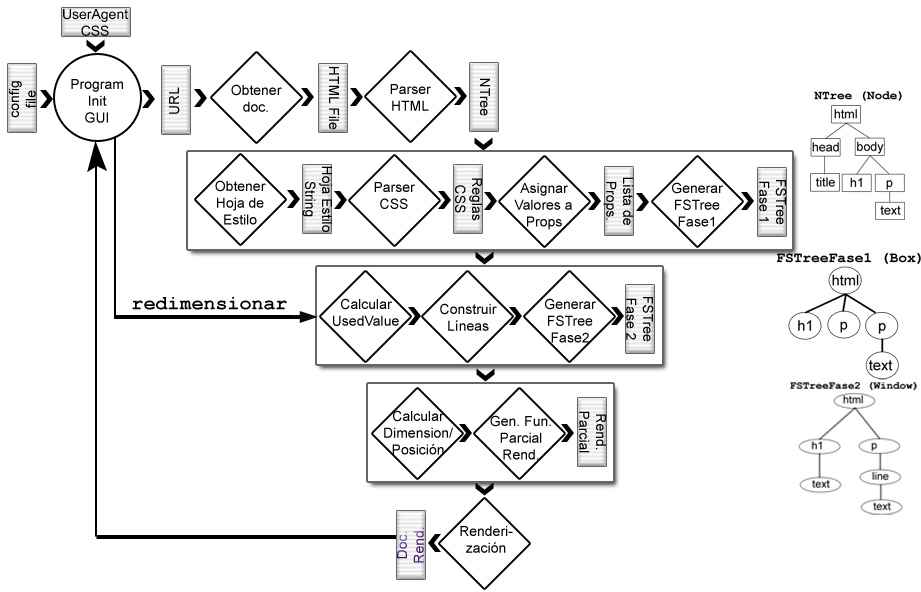 UserAgent
CSS
config
file
Program
Init
GUI
URL
Obtener
doc.
HTML File
Parser
HTML
NTree
Obtener
Hoja de
Estilo
Hoja Estilo
String
Parser
CSS
Reglas
CSS
Asignar
Valores a
Props
Lista de
Props.
Generar
FSTree
Fase1
FSTree
Fase 1
redimensionar
Calcular
UsedValue
Construir
Líneas
Generar
FSTree
Fase2
FSTree
Fase 2
Calcular
Dimension/
Posición
Gen. Fun.
Parcial
Rend.
Rend.
Parcial
Renderi-
zación
Doc.
Rend.
NTree (Node)
html
head
body
title
h1
p
text
FSTreeFase1 (Box)
html
h1
p
p
text
FSTreeFase2 (Window)
html
h1
p
text
line
text